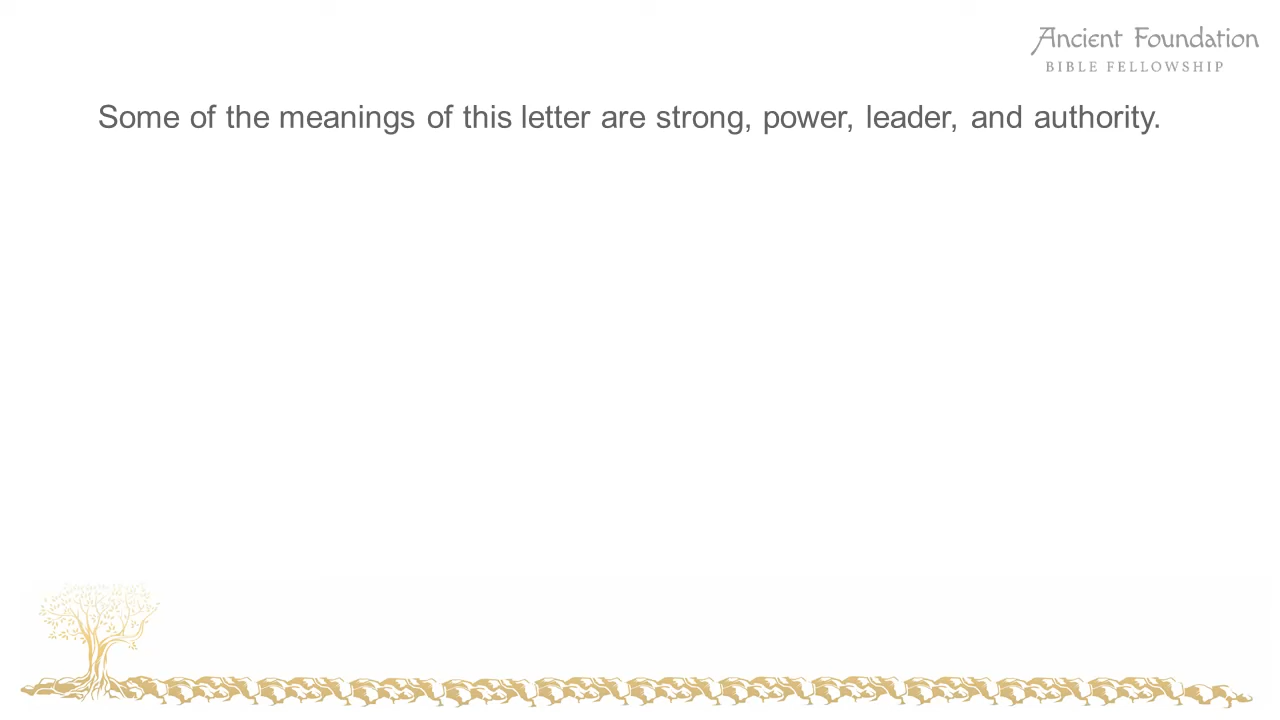 Ancient Foundation
BIBLE FELLOWSHIP
Some of the meanings of this letter are strong, power, leader, and authority.